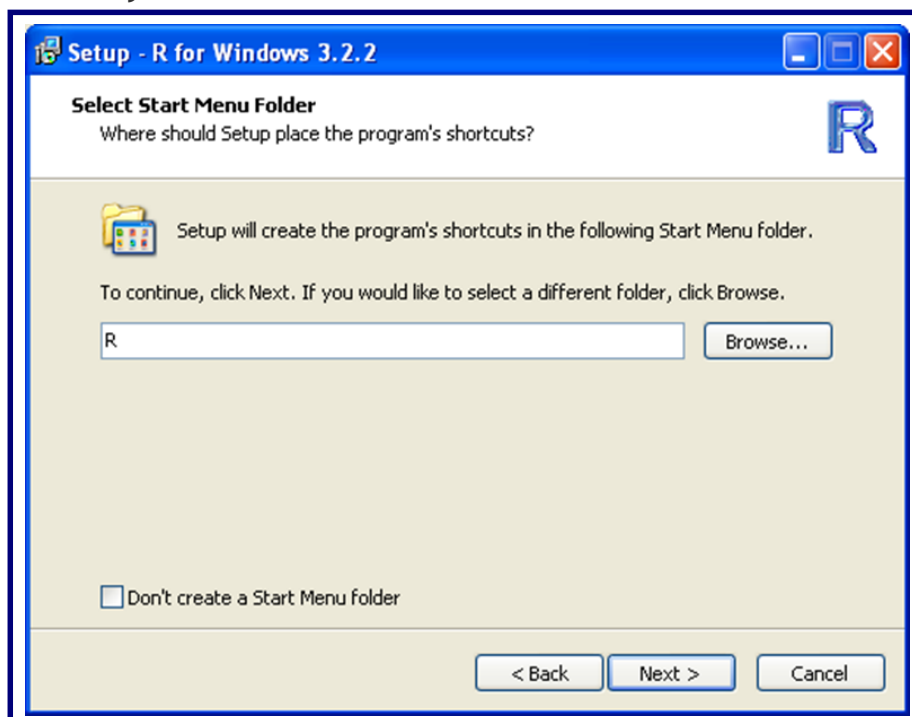 Setup - R for Windows 3.2.2
Select Start Menu Folder
Where should Setup place the program's shortcuts?
R
Setup will create the program's shortcuts in the following Start Menu folder.
To continue, click Next. If you would like to select a different folder, click Browse.
R
Browse...
Don't create a Start Menu folder
< Back
Next >
Cancel